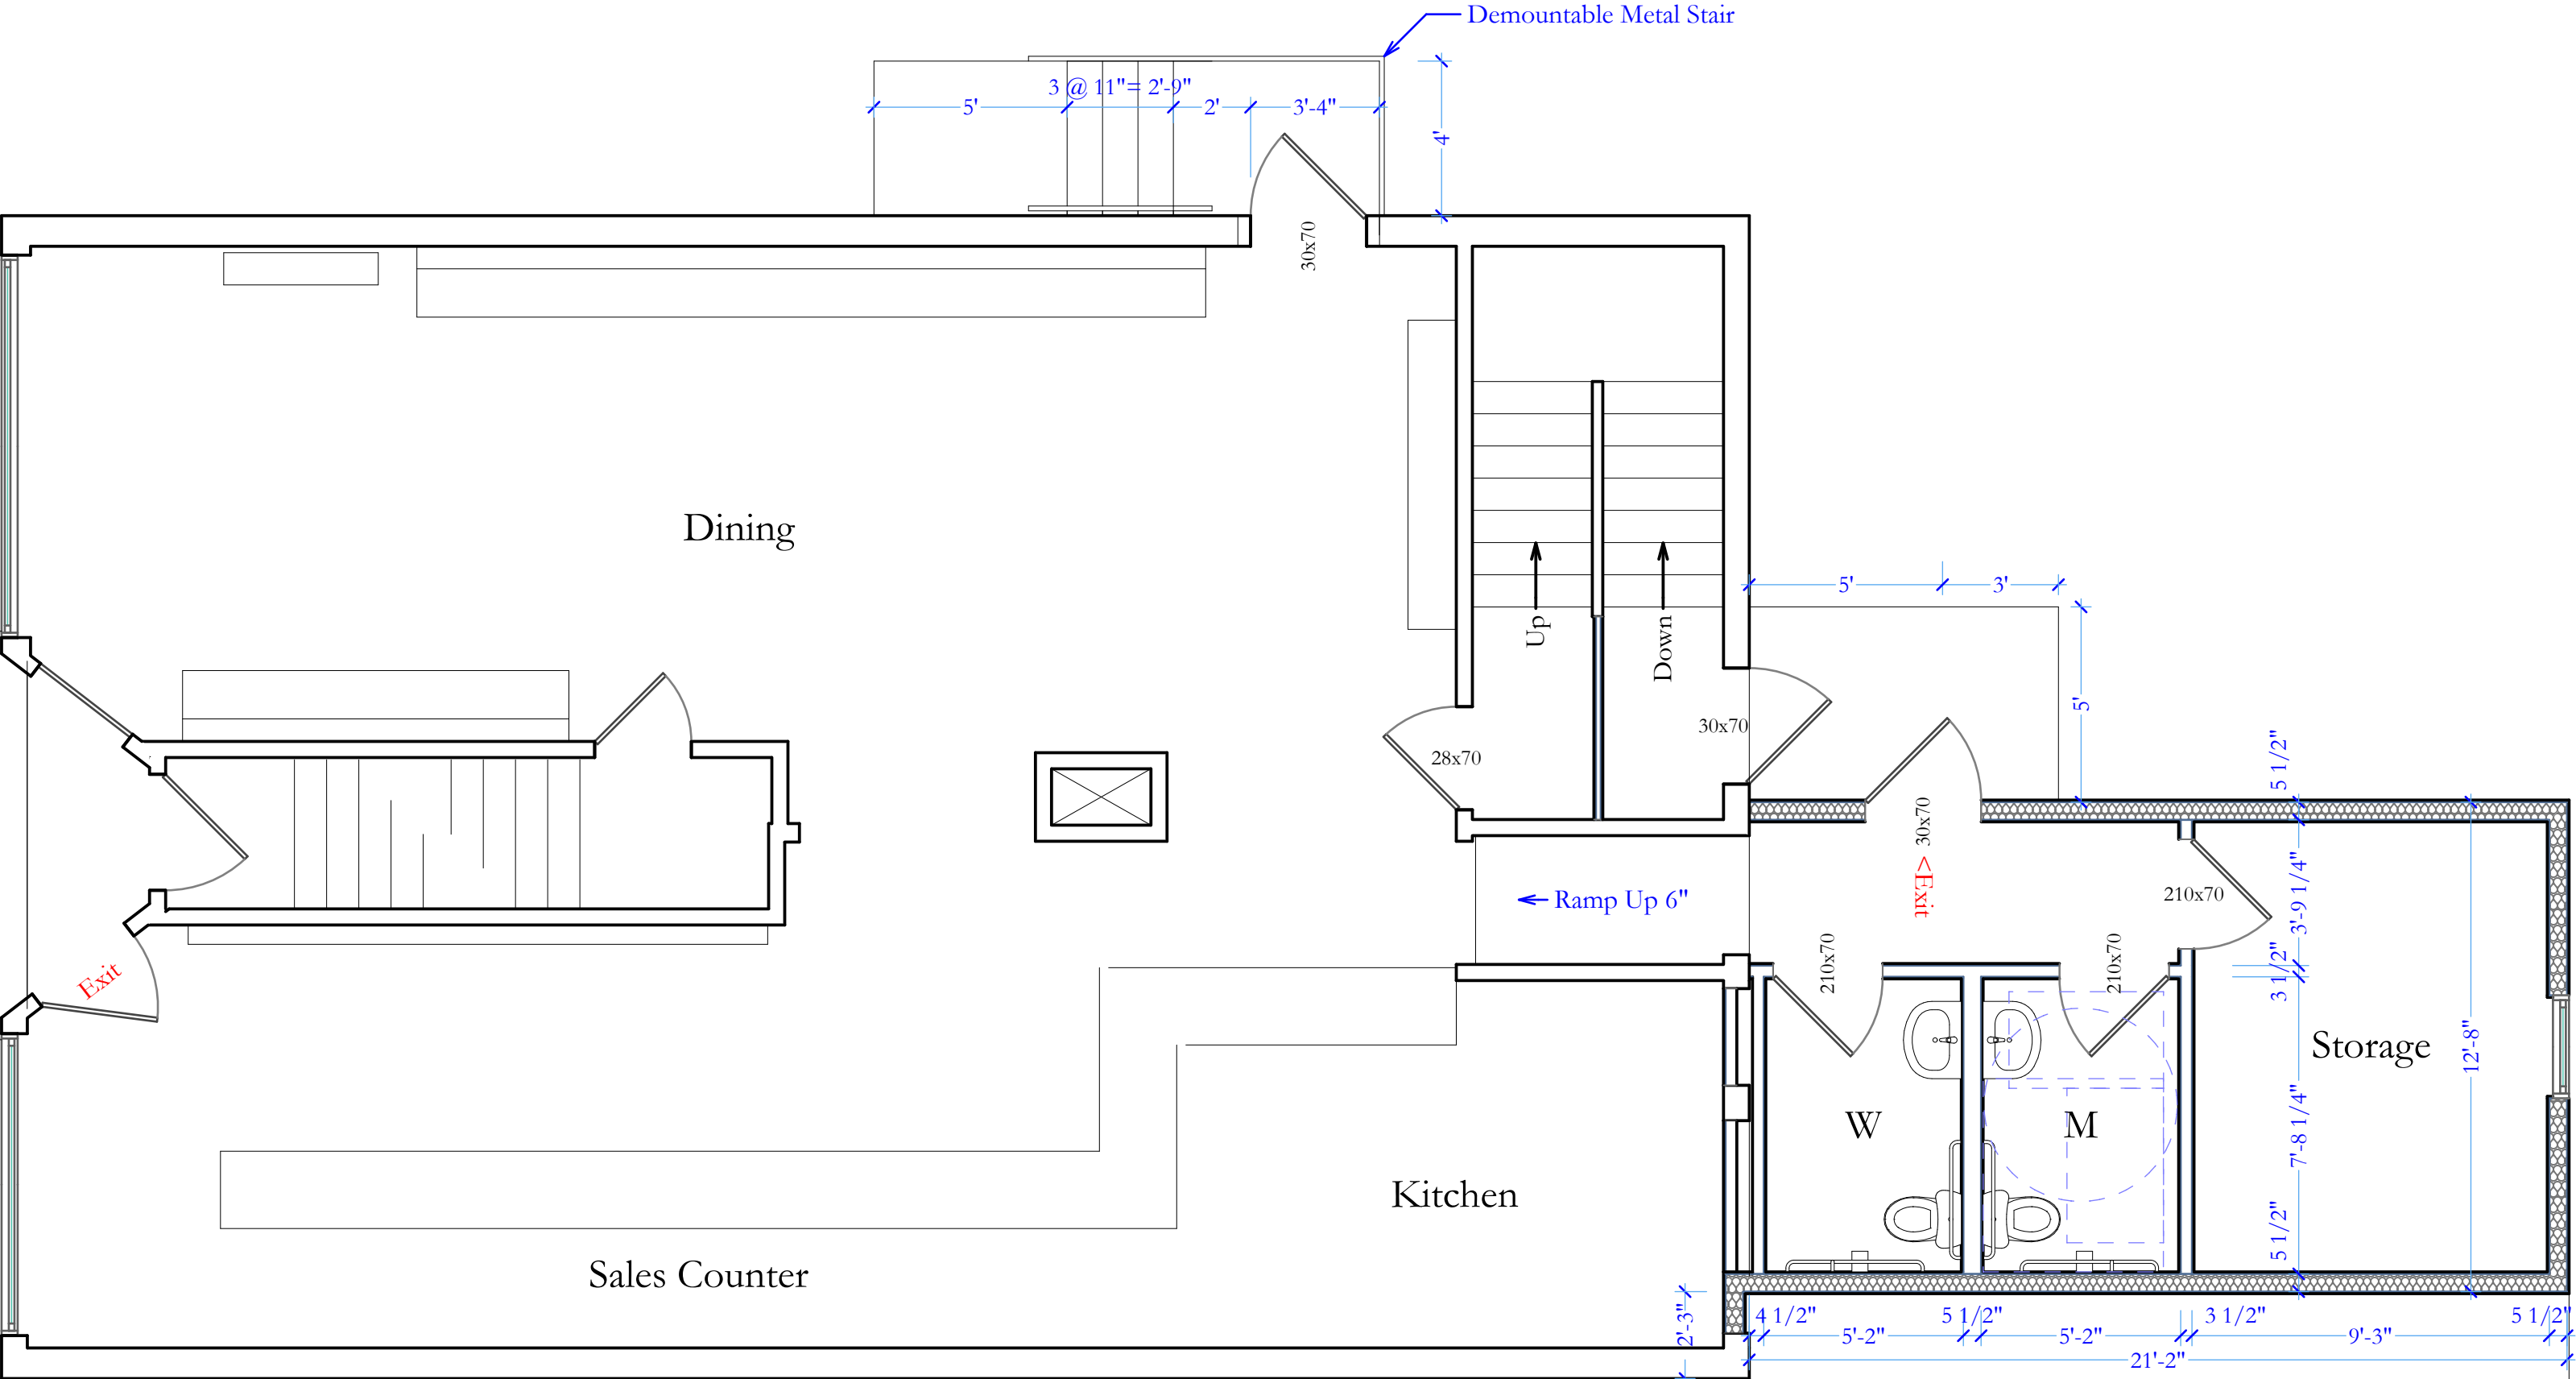 Demountable Metal Stair
3 @ 11"= 2'-9"
5'
2'
3'-4"
4'
30x70
Dining
Up
Down
5'
3'
5'
30x70
28x70
5 1/2"
30x70
<Exit
Ramp Up 6"
210x70
3'-9 1/4"
Exit
210x70
210x70
3 1/2"
Storage
12'-8"
W
M
7'-8 1/4"
Kitchen
5 1/2"
Sales Counter
2'-3"
4 1/2"
5 1/2"
3 1/2"
5 1/2"
5'-2"
5'-2"
9'-3"
21'-2"